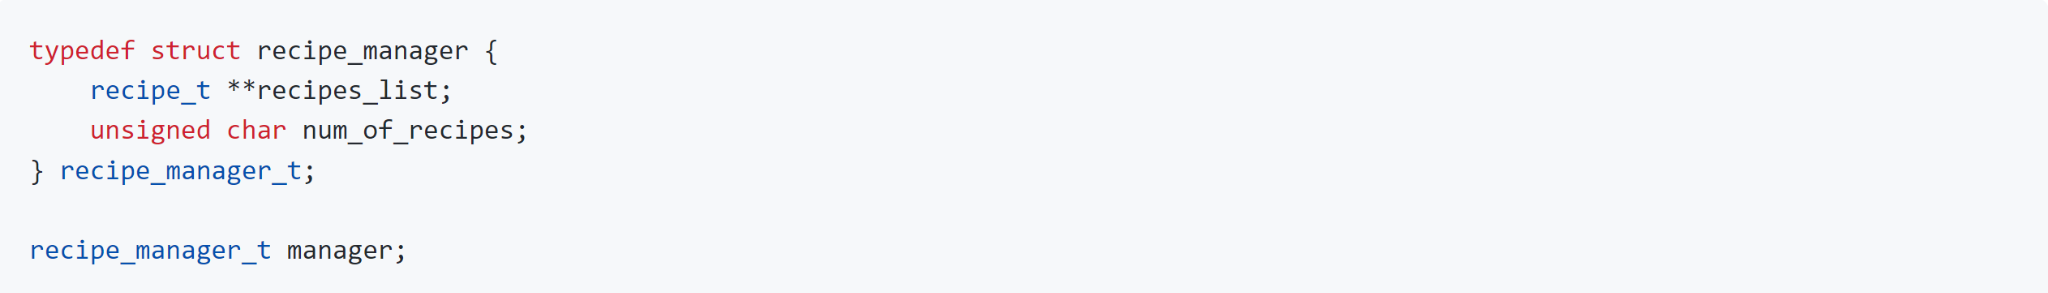 typedef struct recipe_manager {
    recipe_t **recipes_list;
    unsigned char num_of_recipes;
} recipe_manager_t;

recipe_manager_t manager;